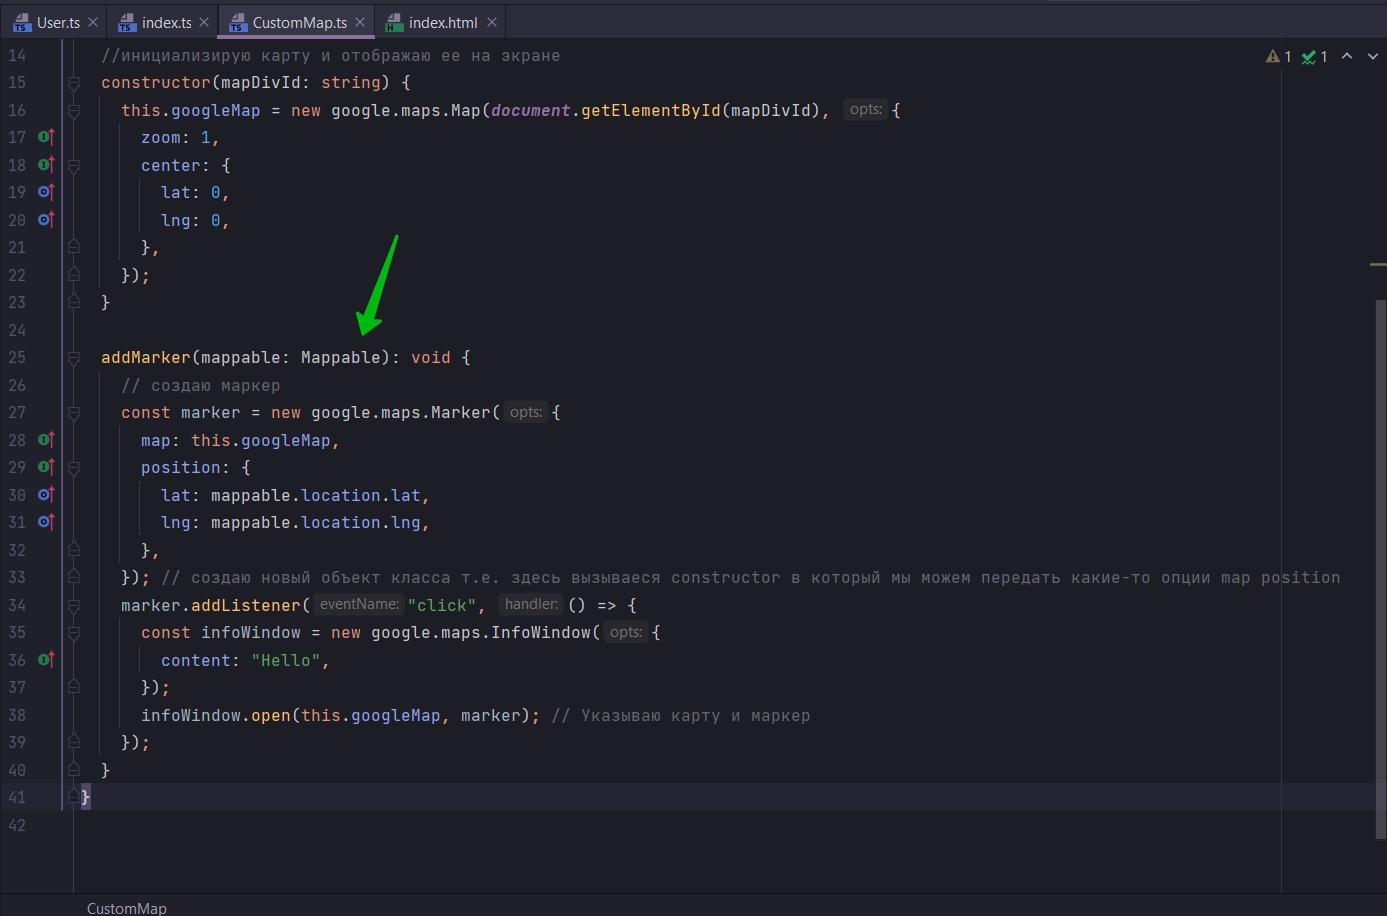 User.ts index.ts CustomMap.ts index.html
14 //инициализирую карту и отображаю ее на экране
1 1
15 constructor(mapDivId: string) {
16 this.googleMap = new google.maps.Map(document.getElementById(mapDivId), opts: {
17 zoom: 1,
18 center: {
19 lat: 0,
20 lng: 0,
21 },
22 });
23 }
24
25 addMarker(mappable: Mappable): void {
26 // создаю маркер
27 const marker = new google.maps.Marker( opts: {
28 map: this.googleMap,
29 position: {
30 lat: mappable.location.lat,
31 lng: mappable.location.lng,
32 },
33 }); // создаю новый объект класса т.е. здесь вызываеся constructor в который мы можем передать какие-то опции map position
34 marker.addListener( eventName: "click", handler: () => {
35 const infoWindow = new google.maps.InfoWindow( opts: {
36 content: "Hello",
37 });
38 infoWindow.open(this.googleMap, marker); // Указываю карту и маркер
39 });
40 }
41 }
42
CustomMap